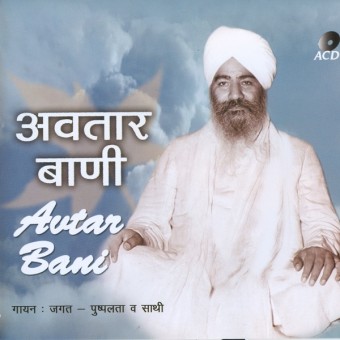 ACD
अवतार
बाणी
Avtar
Bani
गायन : जगत – पुष्पलता व साथी